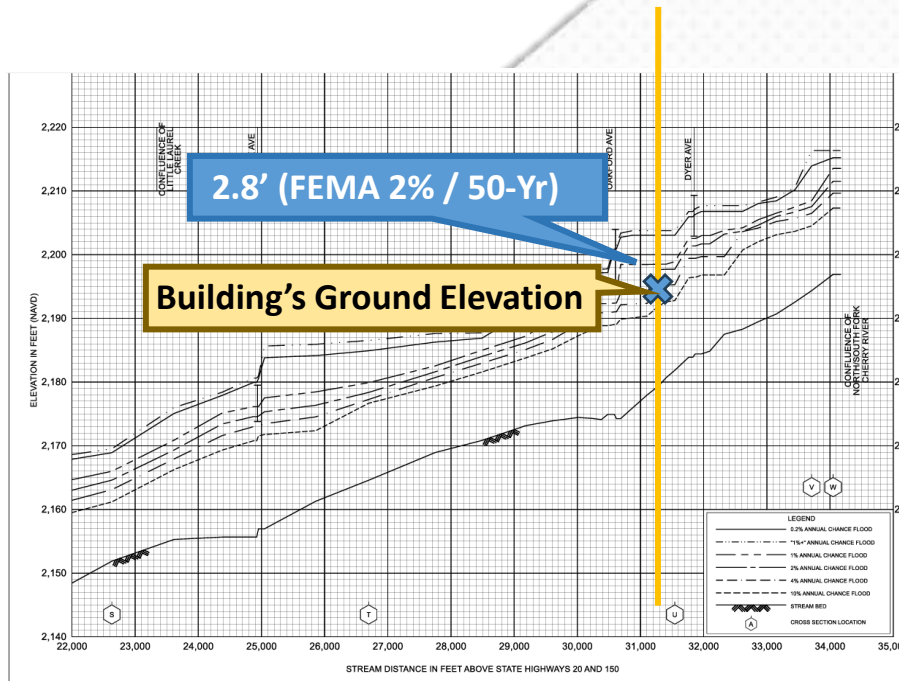 2,220
2,210
2,200
2,190
2,180
2,170
2,160
2,150
2,140
ELEVATION IN FEET (NAVD)
CONFLUENCE OF
LITTLE LAUREL
CREEK
AVE
OAKFORD AVE
DYER AVE
2.8’ (FEMA 2% / 50-Yr)
Building’s Ground Elevation
CONFLUENCE OF
NORTH/SOUTH FORK
CHERRY RIVER
V W
S
T
U
LEGEND
0.2% ANNUAL CHANCE FLOOD
"1%+" ANNUAL CHANCE FLOOD
1% ANNUAL CHANCE FLOOD
2% ANNUAL CHANCE FLOOD
4% ANNUAL CHANCE FLOOD
10% ANNUAL CHANCE FLOOD
STREAM BED
A CROSS SECTION LOCATION
22,000 23,000 24,000 25,000 26,000 27,000 28,000 29,000 30,000 31,000 32,000 33,000 34,000
STREAM DISTANCE IN FEET ABOVE STATE HIGHWAYS 20 AND 150